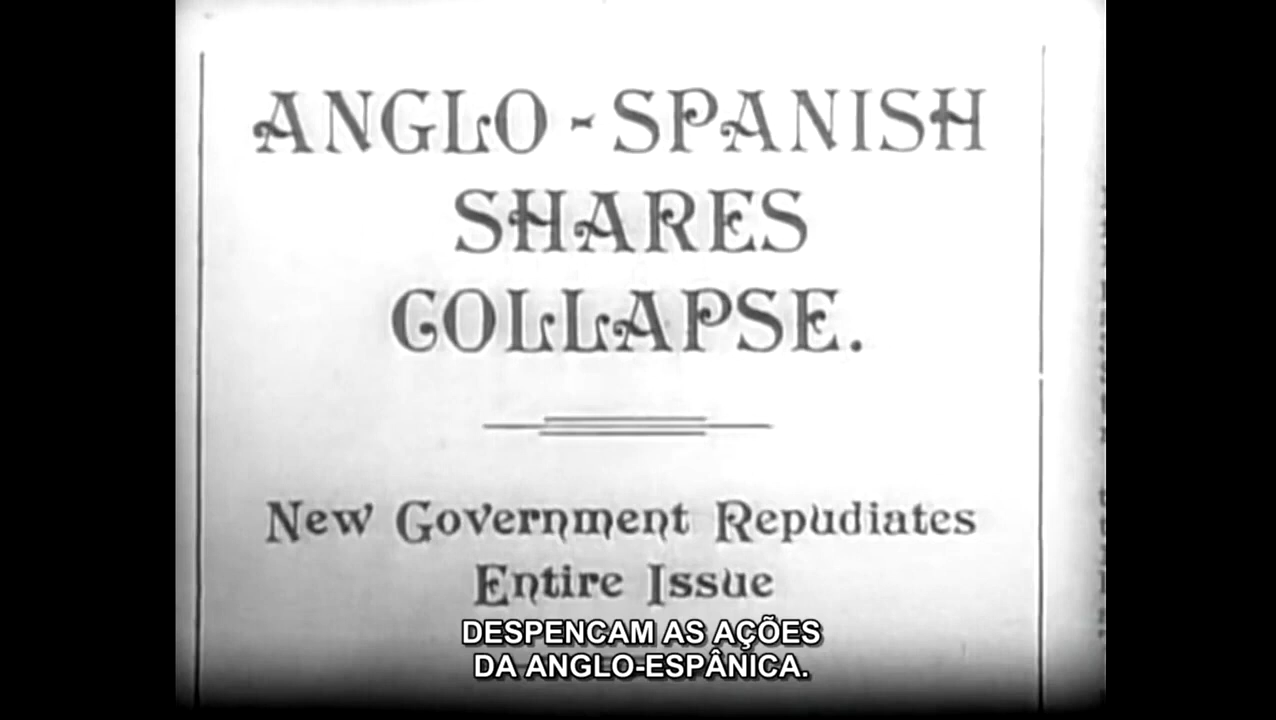 ANGLO-SPANISH
SHARES
COLLAPSE.
New Government Repudiates
Entire Issue
DESPENCAM AS AÇÕES
DA ANGLO-ESPÂNICA.